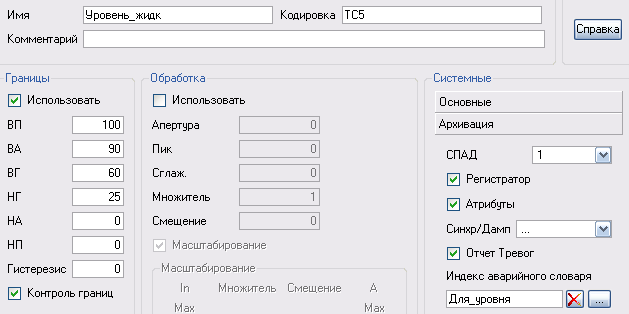 Имя Уровень_жидк Кодировка ТС5
Справка
Комментарий
Границы
Использовать
ВП 100
ВА 90
ВГ 60
НГ 25
НА 0
НП 0
Гистерезис 0
Контроль границ
Обработка
Использовать
Апертура 0
Пик 0
Сглаж. 0
Множитель 1
Смещение 0
Масштабирование
Масштабирование
In Множитель Смещение A
Max Max
Системные
Основные
Архивация
СПАД 1
Регистратор
Атрибуты
Синхр/Дамп ...
Отчет Тревог
Индекс аварийного словаря
Для_уровня ...